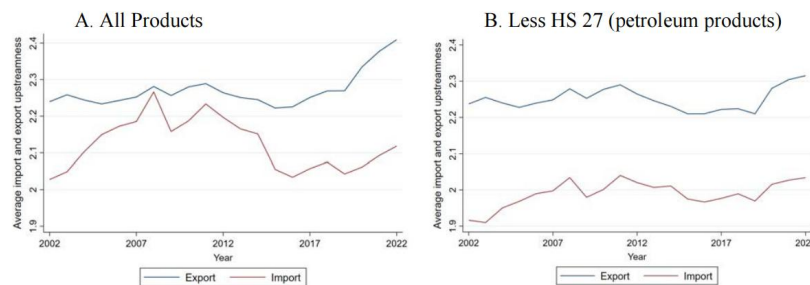 A. All Products
Average import and export upstreamness
2.4
2.3
2.2
2.1
2
1.9
2002
2007
2012
2017
2022
Year
Export
Import
B. Less HS 27 (petroleum products)
Average import and export upstreamness
2.4
2.3
2.2
2.1
2
1.9
2002
2007
2012
2017
2022
Year
Export
Import